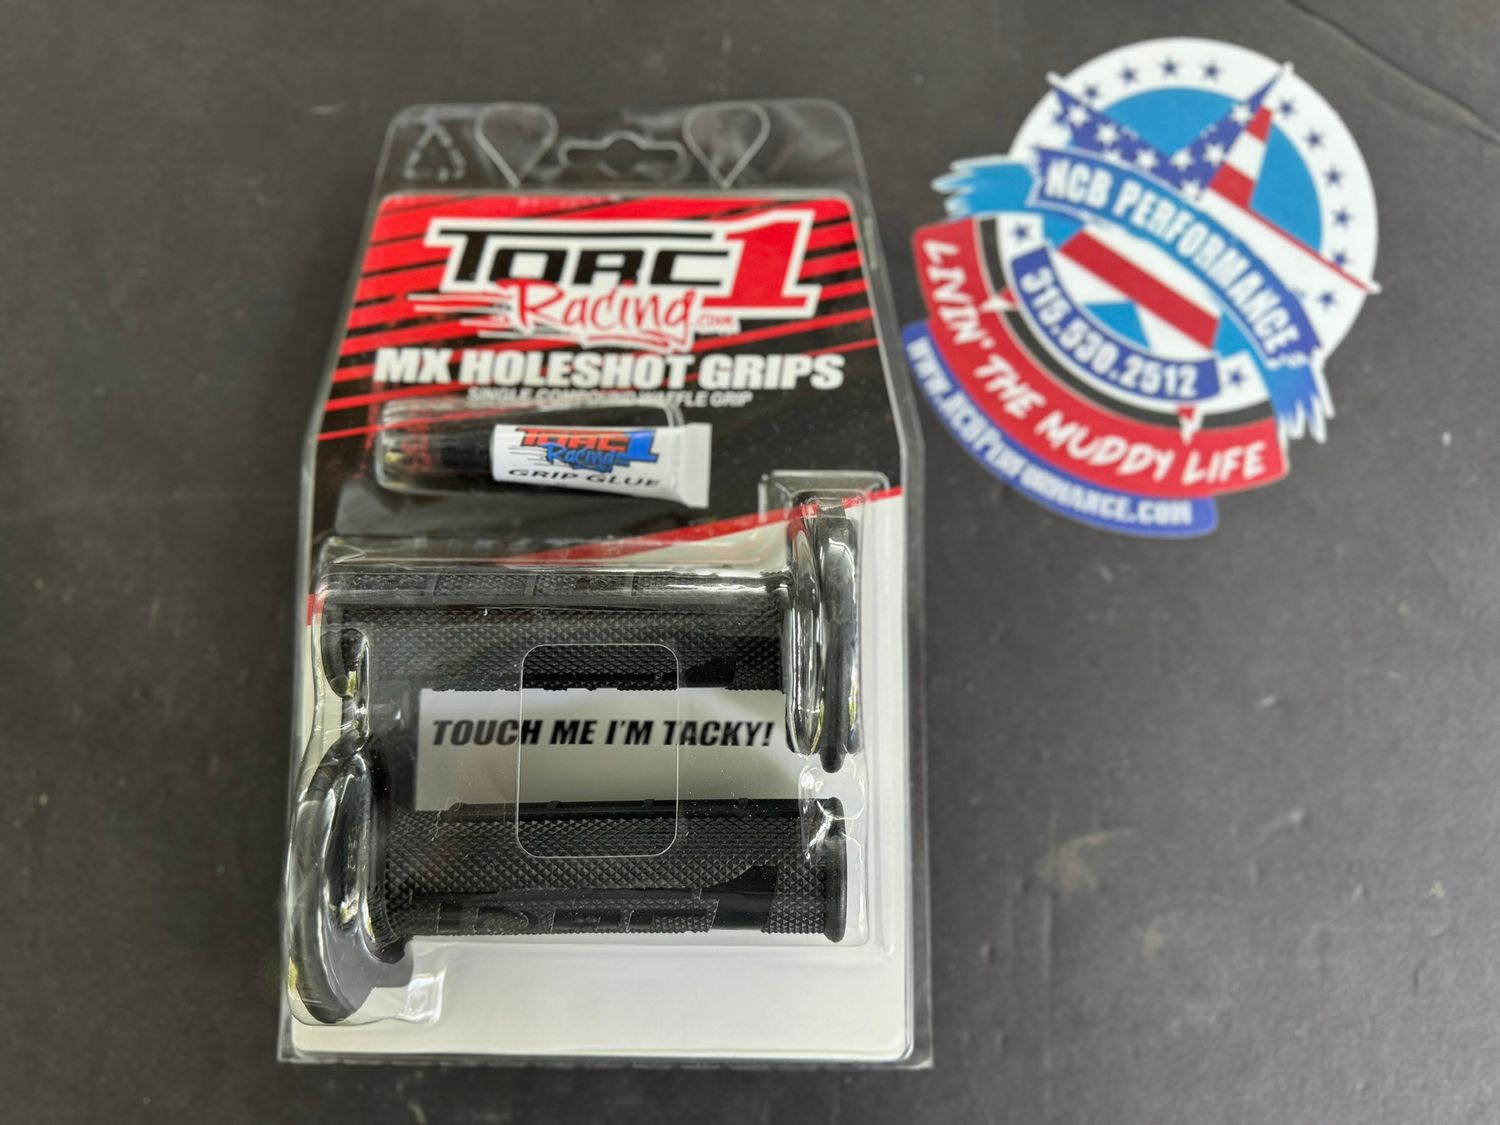 TORC1
Racing.com
MX HOLESHOT GRIPS
SINGLE COMPOUND WAFFLE GRIP
TORC1
Racing
GRIP GLUE
TOUCH ME I'M TACKY!
TORC1
NCB PERFORMANCE
315.530.2512
LIVIN' THE MUDDY LIFE
WWW.NCBPERFORMANCE.COM